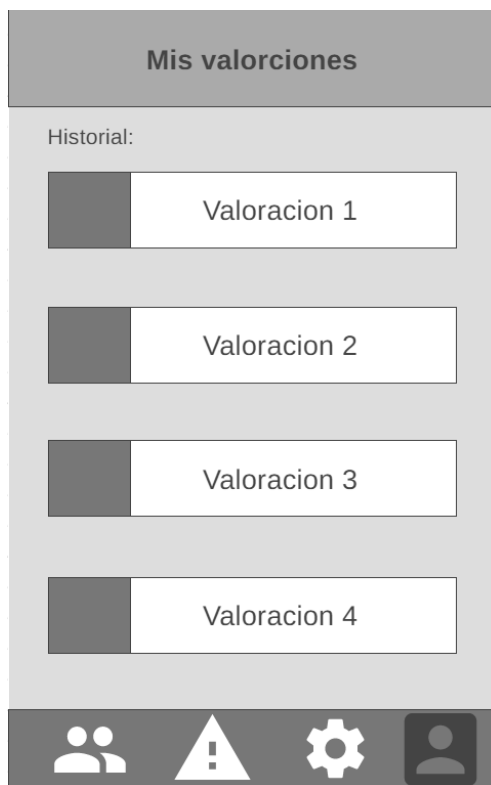 Mis valorciones
Historial:
Valoracion 1
Valoracion 2
Valoracion 3
Valoracion 4